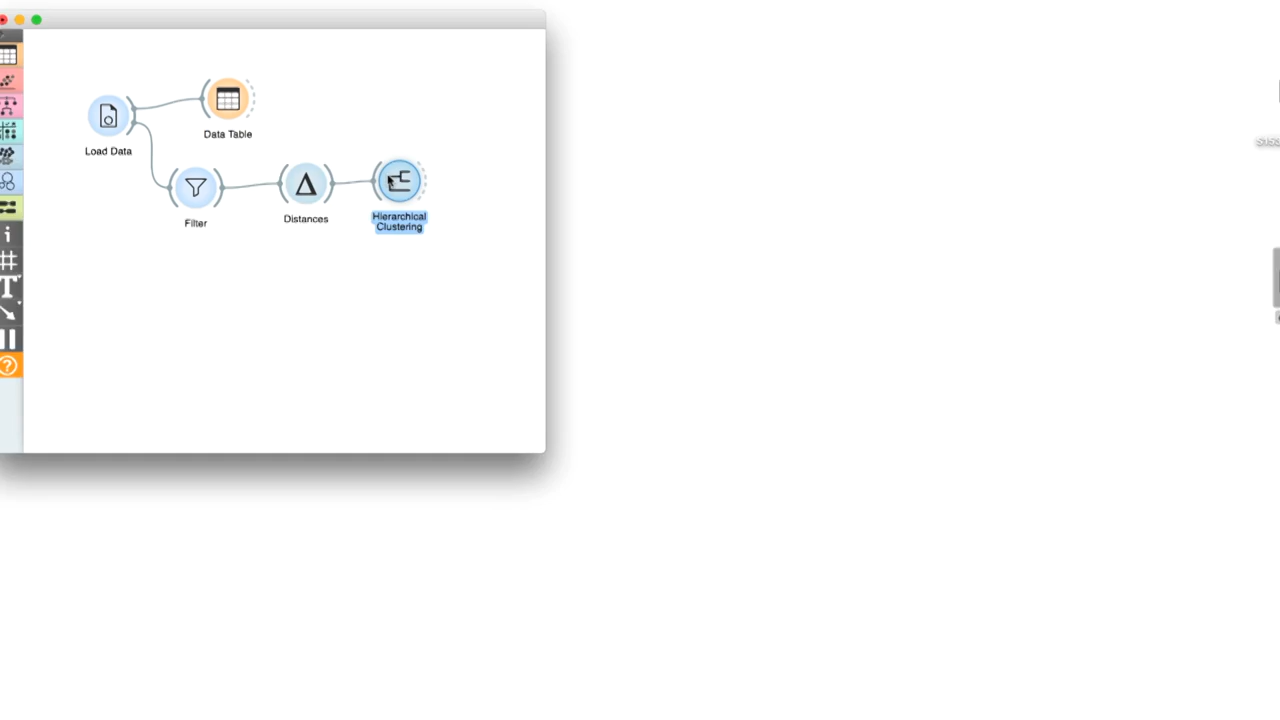 Data Table
Load Data
Filter
Distances
Hierarchical
Clustering
i
#
T
?